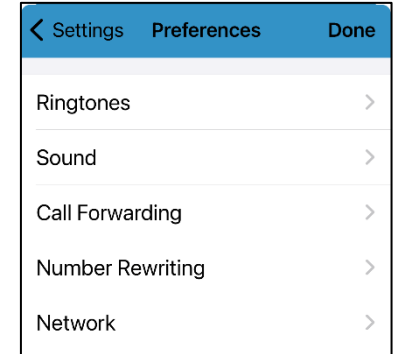 Settings Preferences Done
Ringtones
Sound
Call Forwarding
Number Rewriting
Network